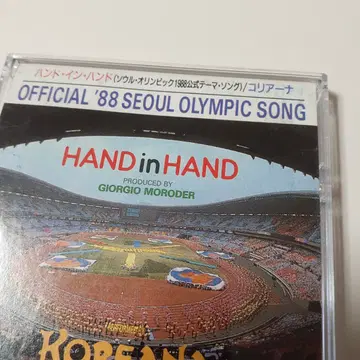 ハンド・イン・ハンド(ソウル・オリンピック1988公式テーマ・ソング)/コリアーナ
OFFICIAL '88 SEOUL OLYMPIC SONG
HAND in HAND
PRODUCED BY
GIORGIO MORODER
KOREANA